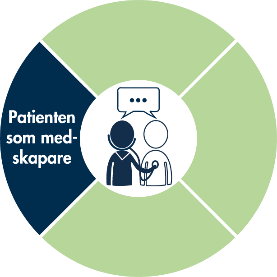 Patienten
som med-
skapare